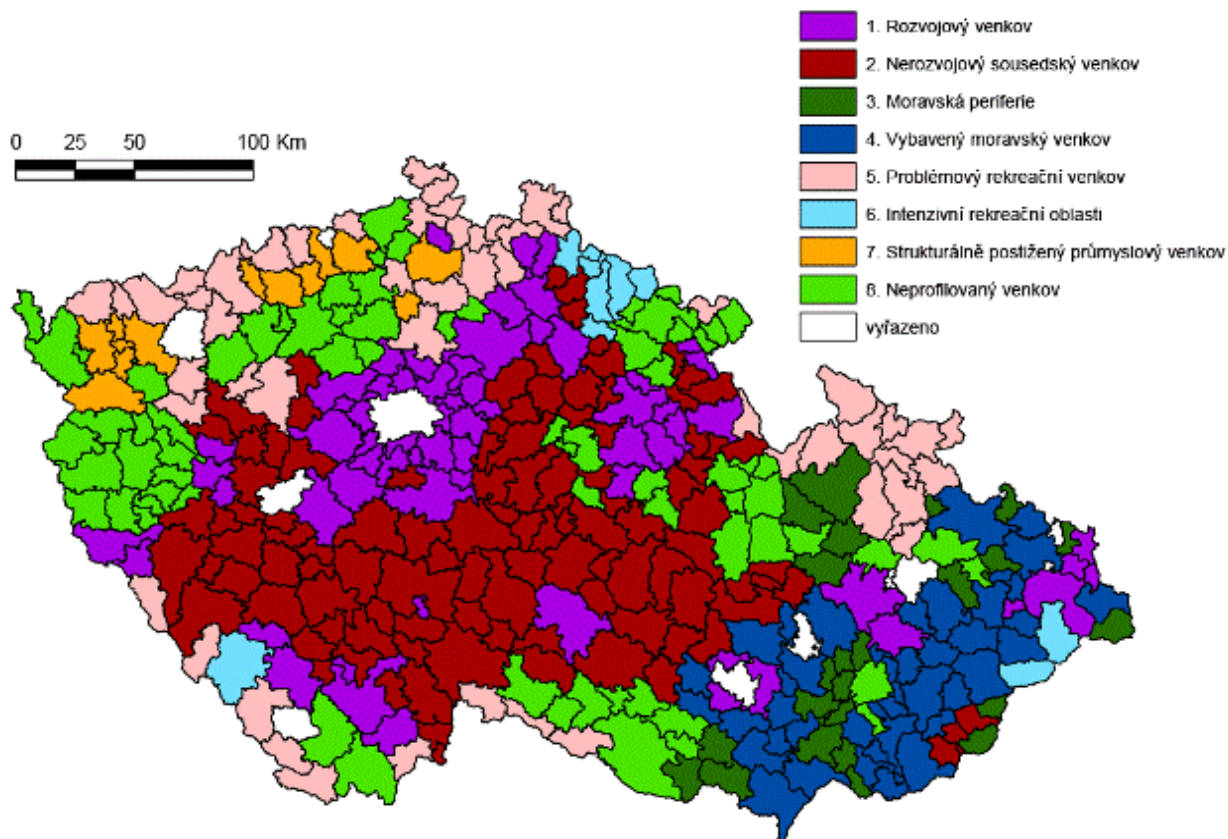 1. Rozvojový venkov
2. Nerozvojový sousedský venkov
3. Moravská periferie
4. Vybavený moravský venkov
5. Problémový rekreační venkov
6. Intenzivní rekreační oblasti
7. Strukturálně postižený průmyslový venkov
8. Neprofilovaný venkov
vyřazeno
0 25 50 100 Km